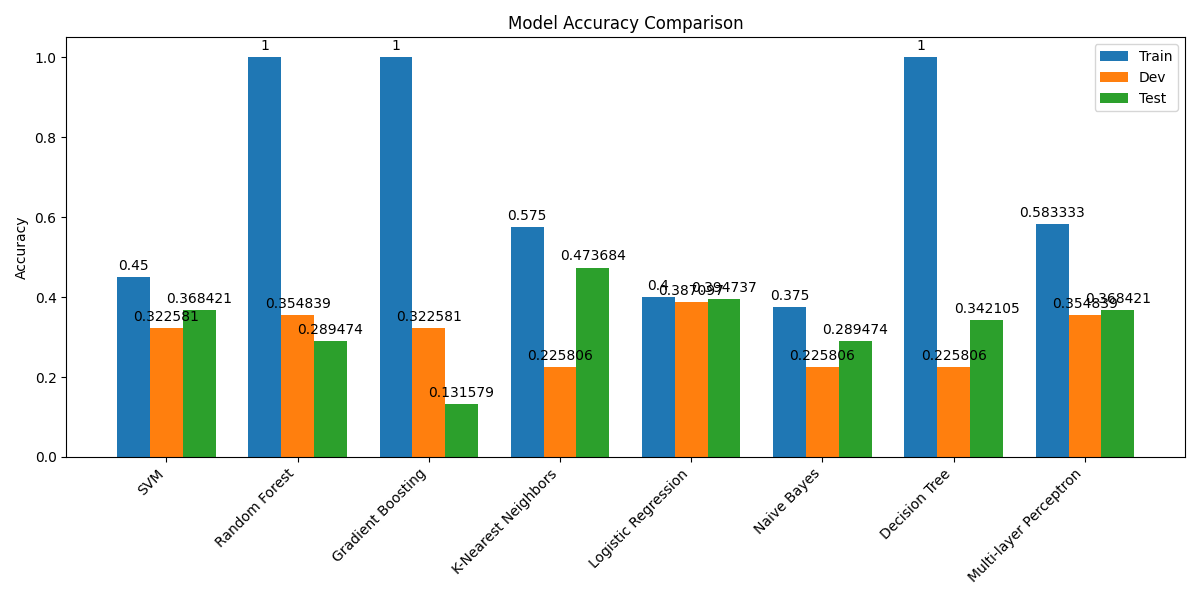 Model Accuracy Comparison
Train
Dev
Test
Accuracy
1.0
0.8
0.6
0.4
0.2
0.0
0.45
0.322581
0.368421
1
0.354839
0.289474
1
0.322581
0.131579
0.575
0.225806
0.473684
0.4
0.387097
0.394737
0.375
0.225806
0.289474
1
0.225806
0.342105
0.583333
0.354839
0.368421
SVM
Random Forest
Gradient Boosting
K-Nearest Neighbors
Logistic Regression
Naive Bayes
Decision Tree
Multi-layer Perceptron